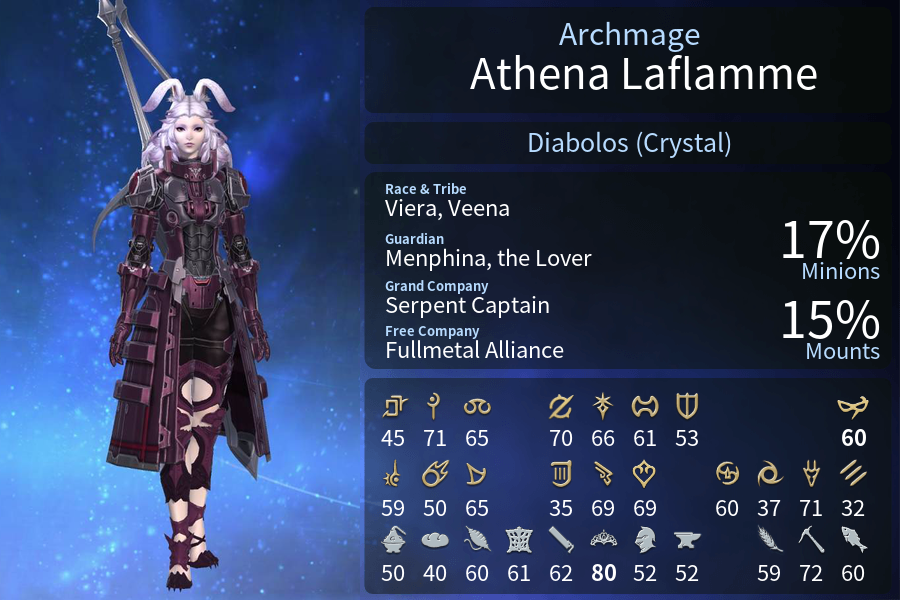 Archmage
Athena Laflamme
Diabolos (Crystal)
Race & Tribe
Viera, Veena
Guardian
Menphina, the Lover
Grand Company
Serpent Captain
Free Company
Fullmetal Alliance
17%
Minions
15%
Mounts
45 71 65 70 66 61 53 60
59 50 65 35 69 69 60 37 71 32
50 40 60 61 62 80 52 52 59 72 60